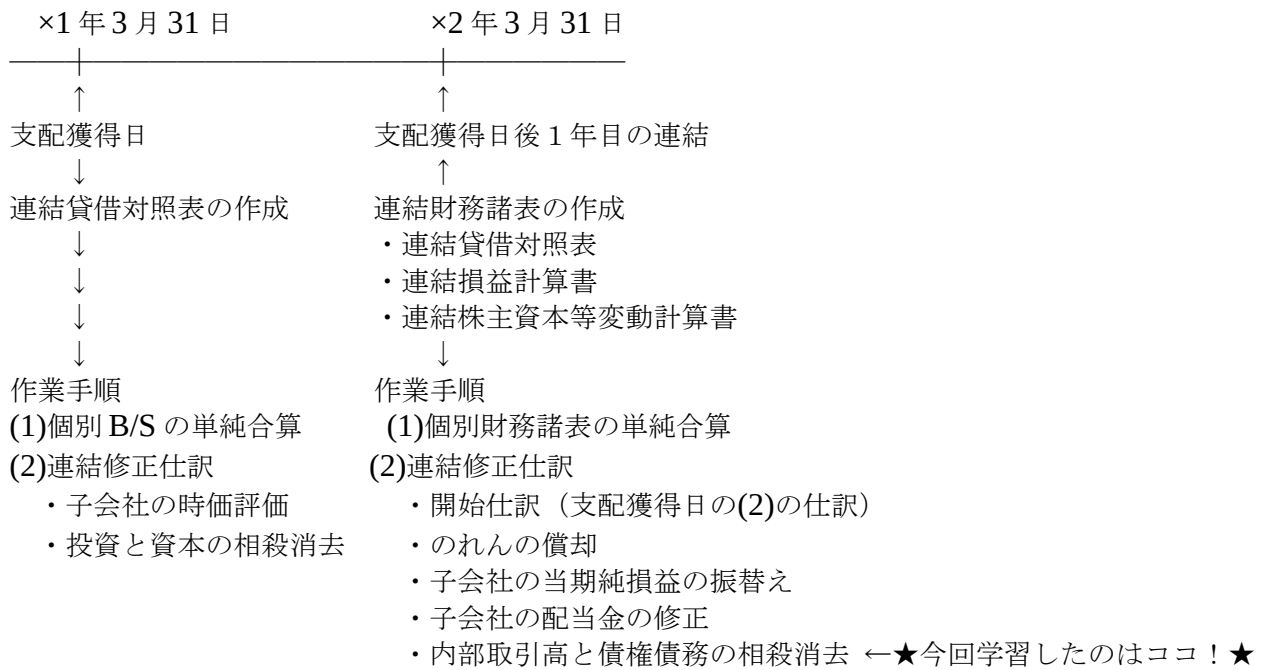 ×1 年 3 月 31 日　　　　　　　×2 年 3 月 31 日
↑　　　　　　　　　　　　↑
支配獲得日　　　　　　　支配獲得日後 1 年目の連結
↓　　　　　　　　　　　　↑
連結貸借対照表の作成　　連結財務諸表の作成
↓　　　　　　　　　　・連結貸借対照表
↓　　　　　　　　　　・連結損益計算書
↓　　　　　　　　　　・連結株主資本等変動計算書
↓　　　　　　　　　　　　↓
作業手順　　　　　　　　作業手順
(1)個別 B/S の単純合算　　(1)個別財務諸表の単純合算
(2)連結修正仕訳　　　　　(2)連結修正仕訳
・子会社の時価評価　　　・開始仕訳（支配獲得日の(2)の仕訳）
・投資と資本の相殺消去　・のれんの償却
・子会社の当期純損益の振替え
・子会社の配当金の修正
・内部取引高と債権債務の相殺消去 ←★今回学習したのはココ！★